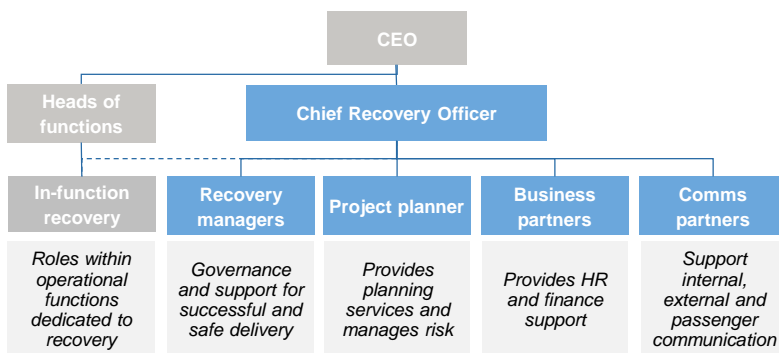 CEO
Heads of
functions
Chief Recovery Officer
In-function
recovery
Recovery
managers
Project planner
Business
partners
Comms
partners
Roles within
operational
functions
dedicated to
recovery
Governance
and support for
successful and
safe delivery
Provides
planning
services and
manages risk
Provides HR
and finance
support
Support
internal,
external and
passenger
communication